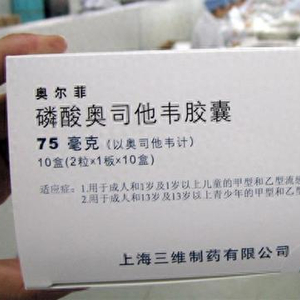 奥尔菲
磷酸奥司他韦胶囊
75 毫克（以奥司他韦计）
10盒(2粒×1板×10盒)
适应症：1.用于成人和1岁及1岁以上儿童的甲型和乙型流感
2.用于成人和13岁及13岁以上青少年的甲型和乙型
上海三维制药有限公司